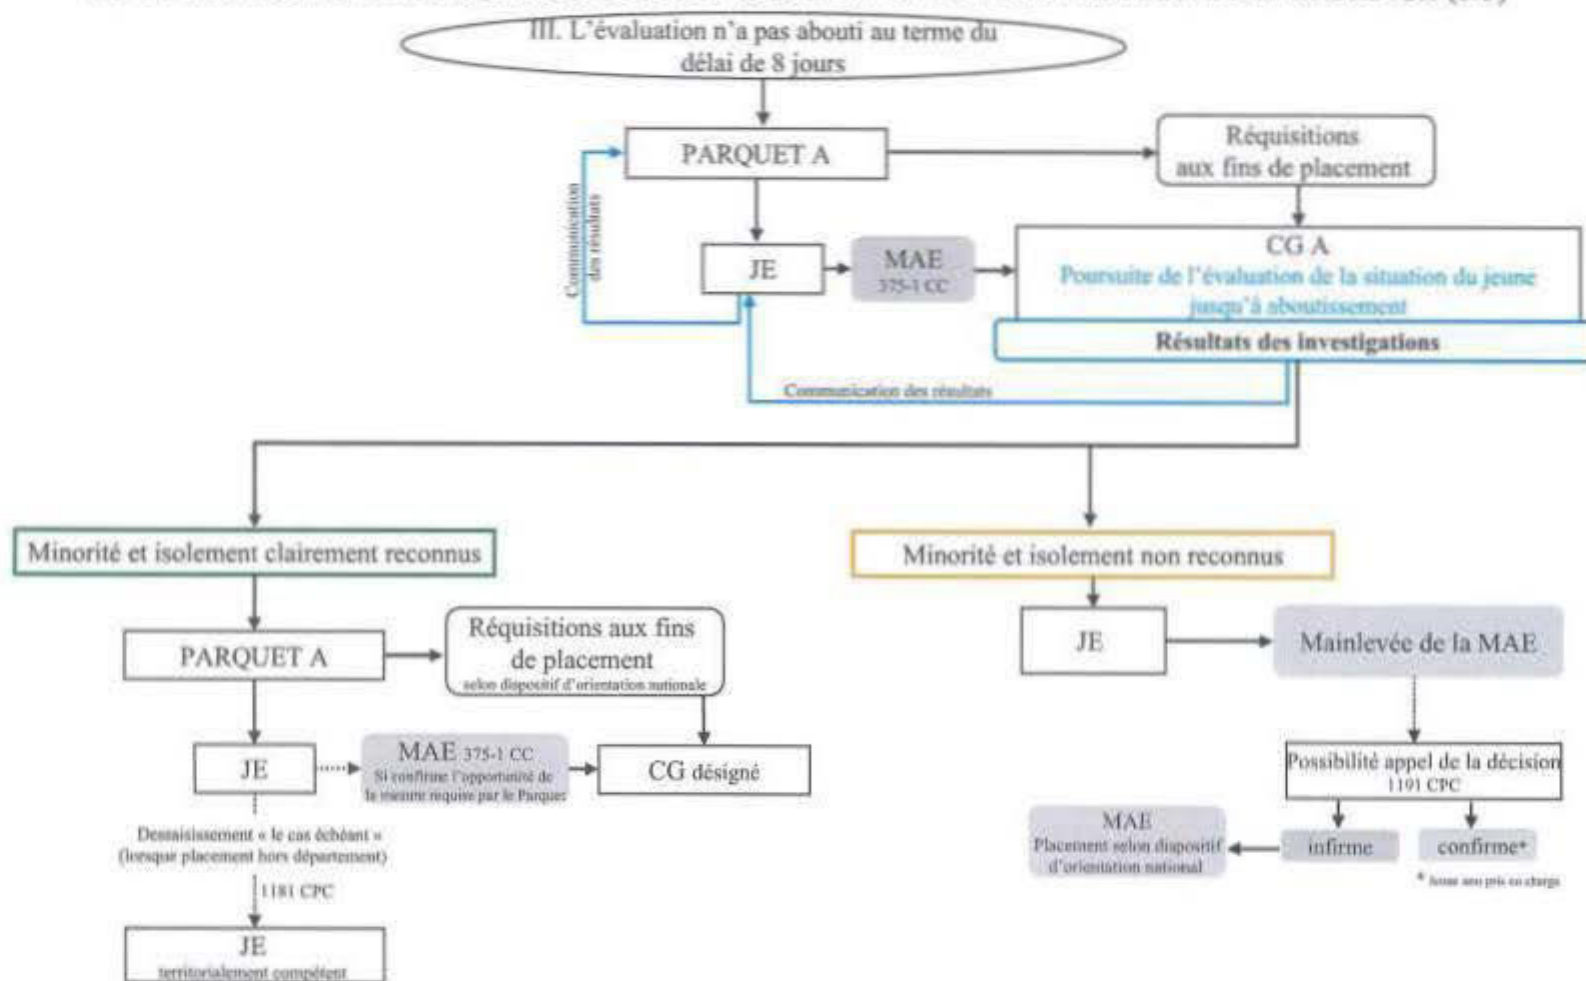 III. L'évaluation n'a pas abouti au terme du
délai de 8 jours
PARQUET A
Réquisitions
aux fins de placement
Communication
des résultats
JE
MAE
375-1 CC
CG A
Poursuite de l'évaluation de la situation du jeune
jusqu'à aboutissement
Résultats des investigations
Communication des résultats
Minorité et isolement clairement reconnus
Minorité et isolement non reconnus
PARQUET A
Réquisitions aux fins
de placement
selon dispositif d'orientation nationale
JE
Mainlevée de la MAE
JE
MAE 375-1 CC
Si confirme l'opportunité de
la mesure requise par le Parquet
CG désigné
Possibilité appel de la décision
1191 CPC
Dessaisissement « le cas échéant »
(lorsque placement hors département)
MAE
Placement selon dispositif
d'orientation national
infirme
confirme*
* Jeune non pris en charge
1181 CPC
JE
territorialement compétent